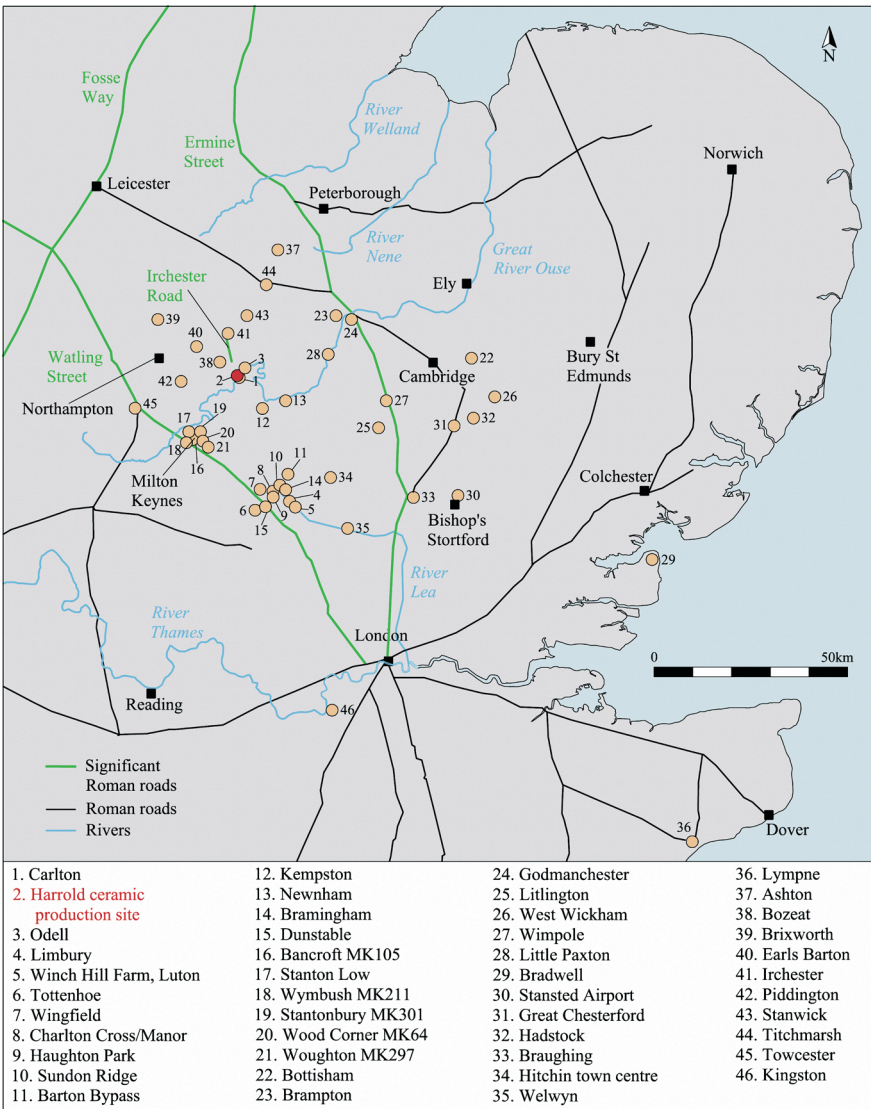 N
Fosse
Way
River
Welland
Ermine
Street
Norwich
Leicester
Peterborough
37
River
Nene
Great
River Ouse
44
Ely
Irchester
Road
39
43
23
24
40
41
Watling
Street
38
3
28
22
Bury St
Edmunds
2
1
Cambridge
42
Northampton
45
13
12
27
26
17
19
25
31
32
18
20
16
21
Milton
Keynes
11
10
8
34
Colchester
7
14
4
33
30
6
9
5
15
35
Bishop's
Stortford
29
River
Lea
River
Thames
London
0
50km
Reading
46
Significant
Roman roads
Roman roads
Rivers
36
Dover
1. Carlton
2. Harrold ceramic
production site
3. Odell
4. Limbury
5. Winch Hill Farm, Luton
6. Tottenhoe
7. Wingfield
8. Charlton Cross/Manor
9. Haughton Park
10. Sundon Ridge
11. Barton Bypass
12. Kempston
13. Newnham
14. Bramingham
15. Dunstable
16. Bancroft MK105
17. Stanton Low
18. Wymbush MK211
19. Stantonbury MK301
20. Wood Corner MK64
21. Woughton MK297
22. Bottisham
23. Brampton
24. Godmanchester
25. Litlington
26. West Wickham
27. Wimpole
28. Little Paxton
29. Bradwell
30. Stansted Airport
31. Great Chesterford
32. Hadstock
33. Braughing
34. Hitchin town centre
35. Welwyn
36. Lympne
37. Ashton
38. Bozeat
39. Brixworth
40. Earls Barton
41. Irchester
42. Piddington
43. Stanwick
44. Titchmarsh
45. Towcester
46. Kingston